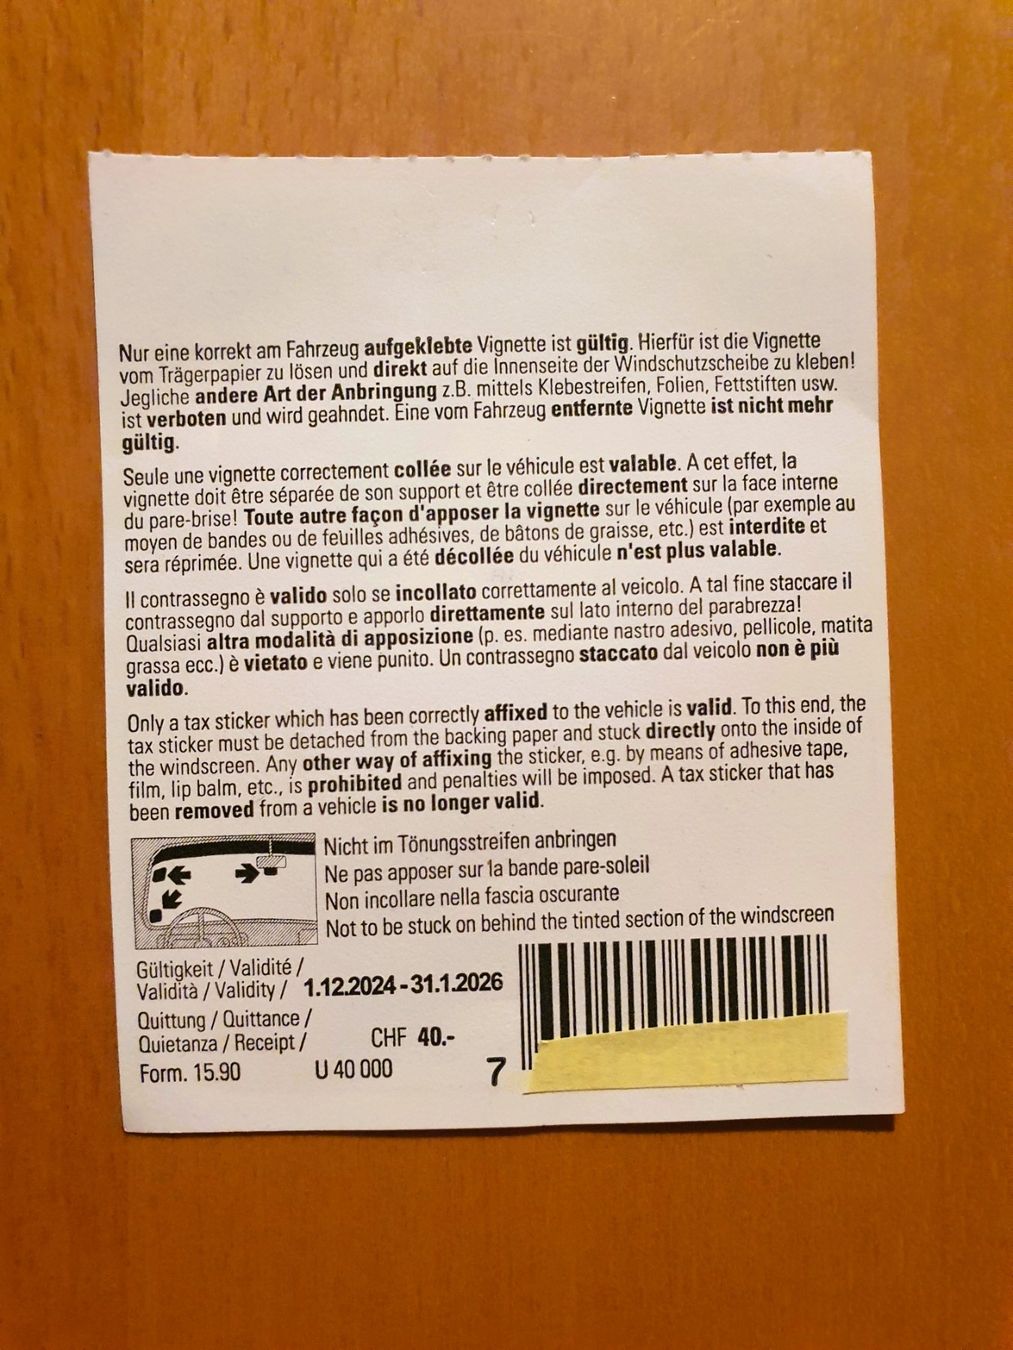 Nur eine korrekt am Fahrzeug aufgeklebte Vignette ist gültig. Hierfür ist die Vignette
vom Trägerpapier zu lösen und direkt auf die Innenseite der Windschutzscheibe zu kleben!
Jegliche andere Art der Anbringung z.B. mittels Klebestreifen, Folien, Fettstiften usw.
ist verboten und wird geahndet. Eine vom Fahrzeug entfernte Vignette ist nicht mehr
gültig.
Seule une vignette correctement collée sur le véhicule est valable. A cet effet, la
vignette doit être séparée de son support et être collée directement sur la face interne
du pare-brise! Toute autre façon d'apposer la vignette sur le véhicule (par exemple au
moyen de bandes ou de feuilles adhésives, de bâtons de graisse, etc.) est interdite et
sera réprimée. Une vignette qui a été décollée du véhicule n'est plus valable.
Il contrassegno è valido solo se incollato correttamente al veicolo. A tal fine staccare il
contrassegno dal supporto e apporlo direttamente sul lato interno del parabrezza!
Qualsiasi altra modalità di apposizione (p. es. mediante nastro adesivo, pellicole, matita
grassa ecc.) è vietato e viene punito. Un contrassegno staccato dal veicolo non è più
valido.
Only a tax sticker which has been correctly affixed to the vehicle is valid. To this end, the
tax sticker must be detached from the backing paper and stuck directly onto the inside of
the windscreen. Any other way of affixing the sticker, e.g. by means of adhesive tape,
film, lip balm, etc., is prohibited and penalties will be imposed. A tax sticker that has
been removed from a vehicle is no longer valid.
Nicht im Tönungsstreifen anbringen
Ne pas apposer sur la bande pare-soleil
Non incollare nella fascia oscurante
Not to be stuck on behind the tinted section of the windscreen
Gültigkeit / Validité /
Validità / Validity / 1.12.2024 - 31.1.2026
Quittung / Quittance /
Quietanza / Receipt / CHF 40.-
Form. 15.90 U 40 000 7